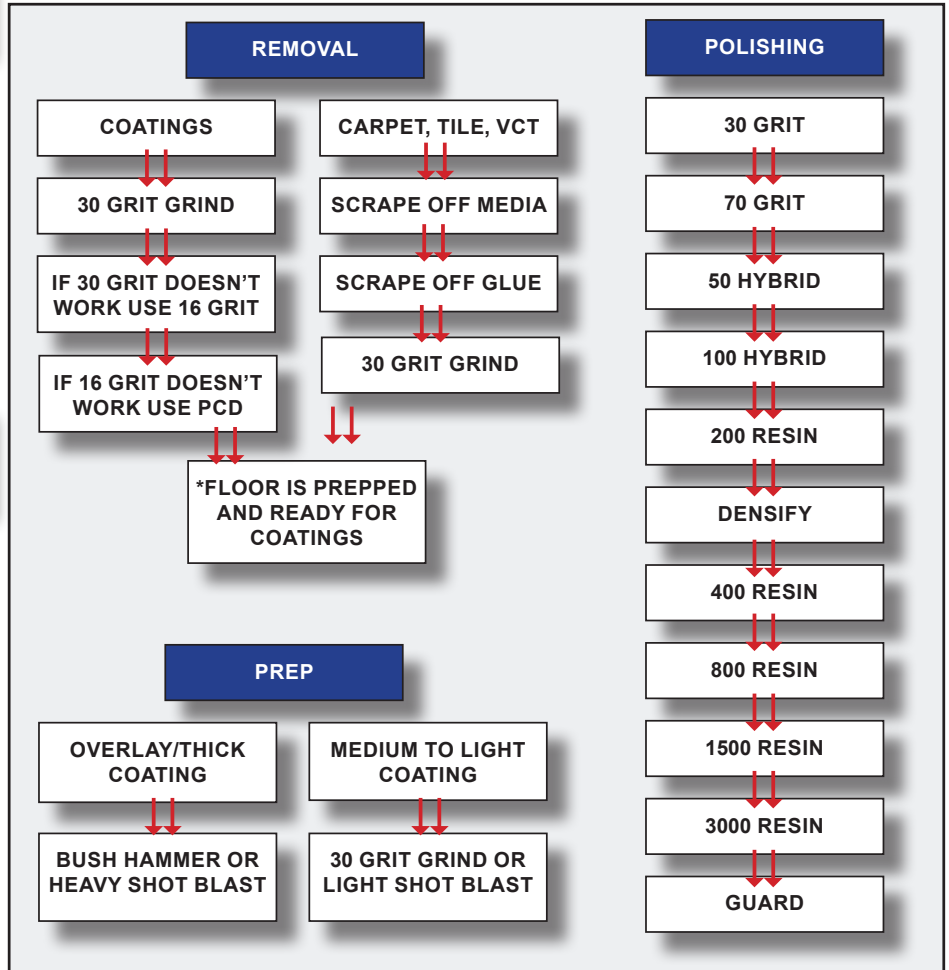 REMOVAL
COATINGS
30 GRIT GRIND
IF 30 GRIT DOESN'T
WORK USE 16 GRIT
IF 16 GRIT DOESN'T
WORK USE PCD
CARPET, TILE, VCT
SCRAPE OFF MEDIA
SCRAPE OFF GLUE
30 GRIT GRIND
*FLOOR IS PREPPED
AND READY FOR
COATINGS
PREP
OVERLAY/THICK
COATING
BUSH HAMMER OR
HEAVY SHOT BLAST
MEDIUM TO LIGHT
COATING
30 GRIT GRIND OR
LIGHT SHOT BLAST
POLISHING
30 GRIT
70 GRIT
50 HYBRID
100 HYBRID
200 RESIN
DENSIFY
400 RESIN
800 RESIN
1500 RESIN
3000 RESIN
GUARD